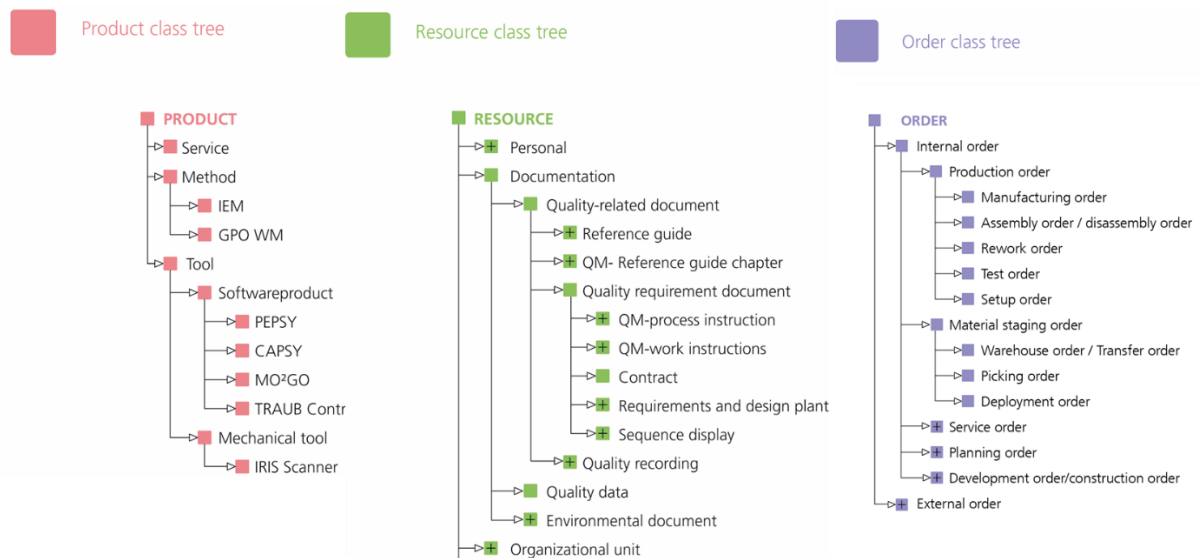 Product class tree
PRODUCT
Service
Method
IEM
GPO WM
Tool
Softwareproduct
PEPSY
CAPSY
MO²GO
TRAUB Contr
Mechanical tool
IRIS Scanner
Resource class tree
RESOURCE
Personal
Documentation
Quality-related document
Reference guide
QM- Reference guide chapter
Quality requirement document
QM-process instruction
QM-work instructions
Contract
Requirements and design plant
Sequence display
Quality recording
Quality data
Environmental document
Organizational unit
Order class tree
ORDER
Internal order
Production order
Manufacturing order
Assembly order / disassembly order
Rework order
Test order
Setup order
Material staging order
Warehouse order / Transfer order
Picking order
Deployment order
Service order
Planning order
Development order/construction order
External order